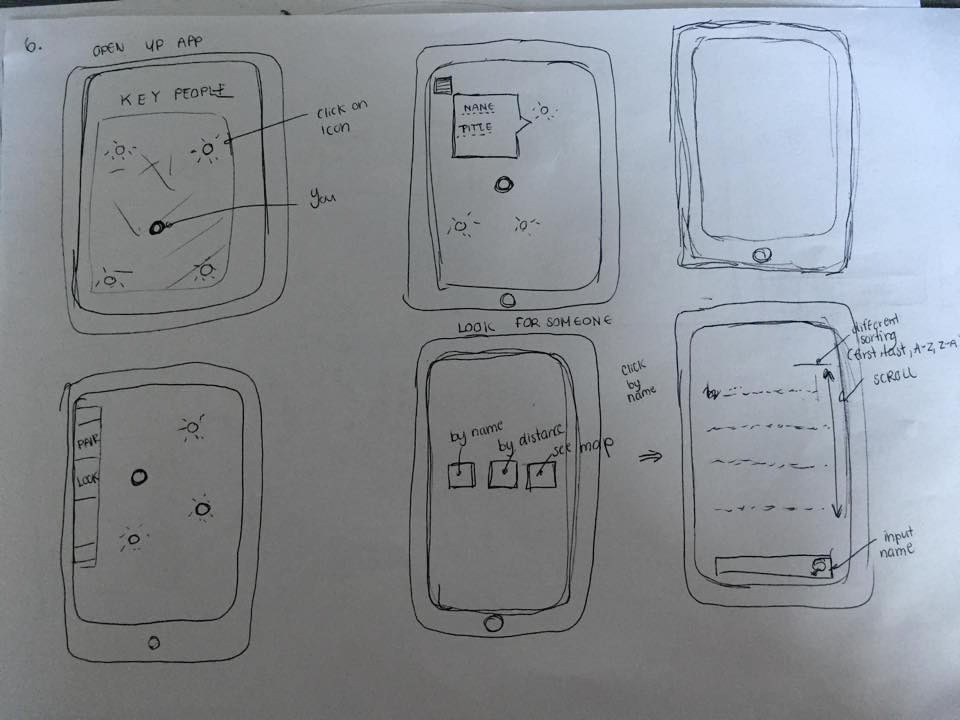 6.
OPEN UP APP
KEY PEOPLE
click on
icon
You
NAME
TITLE
PAIR
LOOK
LOOK FOR SOMEONE
by name
by distance
see map
click
by
name
⇒
different
sorting
(first, last, A-Z, Z-A)
SCROLL
input
name